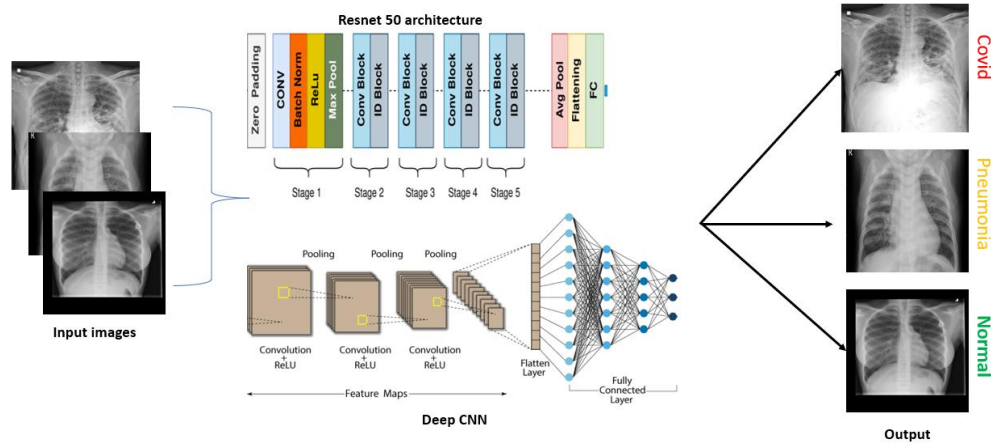 Resnet 50 architecture
Zero Padding
CONV
Batch Norm
ReLu
Max Pool
Conv Block
ID Block
Conv Block
ID Block
Conv Block
ID Block
Conv Block
ID Block
Avg Pool
Flattening
FC
Stage 1
Stage 2
Stage 3
Stage 4
Stage 5
K
Input images
Pooling
Pooling
Pooling
Convolution
+
ReLU
Convolution
+
ReLU
Convolution
+
ReLU
Flatten
Layer
Fully
Connected
Layer
Feature Maps
Deep CNN
Covid
K
Pneumonia
Normal
Output